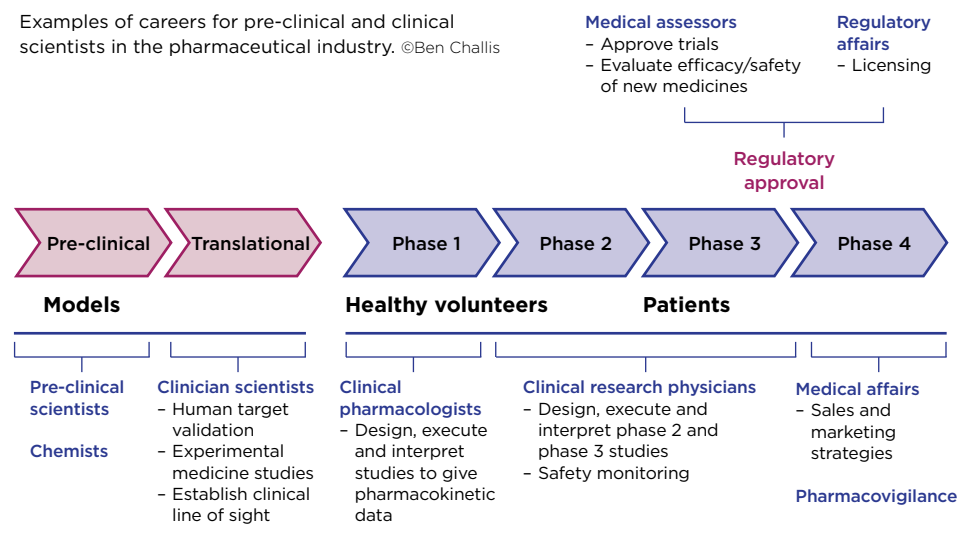 Examples of careers for pre-clinical and clinical
scientists in the pharmaceutical industry. ©Ben Challis
Medical assessors
– Approve trials
– Evaluate efficacy/safety
of new medicines
Regulatory
affairs
– Licensing
Regulatory
approval
Pre-clinical
Translational
Phase 1
Phase 2
Phase 3
Phase 4
Models
Healthy volunteers
Patients
Pre-clinical
scientists
Chemists
Clinician scientists
– Human target
validation
– Experimental
medicine studies
– Establish clinical
line of sight
Clinical
pharmacologists
– Design, execute
and interpret
studies to give
pharmacokinetic
data
Clinical research physicians
– Design, execute and
interpret phase 2 and
phase 3 studies
– Safety monitoring
Medical affairs
– Sales and
marketing
strategies
Pharmacovigilance